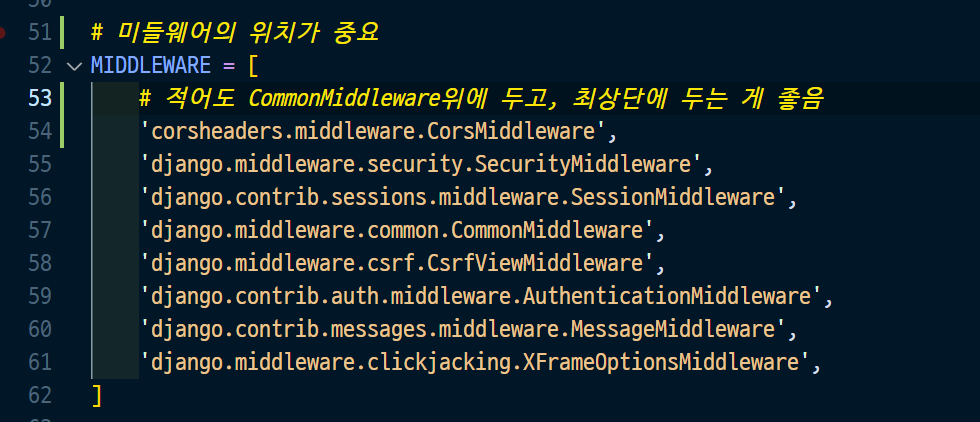 51 # 미들웨어의 위치가 중요
52 MIDDLEWARE = [
53 # 적어도 CommonMiddleware위에 두고, 최상단에 두는 게 좋음
54 'corsheaders.middleware.CorsMiddleware',
55 'django.middleware.security.SecurityMiddleware',
56 'django.contrib.sessions.middleware.SessionMiddleware',
57 'django.middleware.common.CommonMiddleware',
58 'django.middleware.csrf.CsrfViewMiddleware',
59 'django.contrib.auth.middleware.AuthenticationMiddleware',
60 'django.contrib.messages.middleware.MessageMiddleware',
61 'django.middleware.clickjacking.XFrameOptionsMiddleware',
62 ]